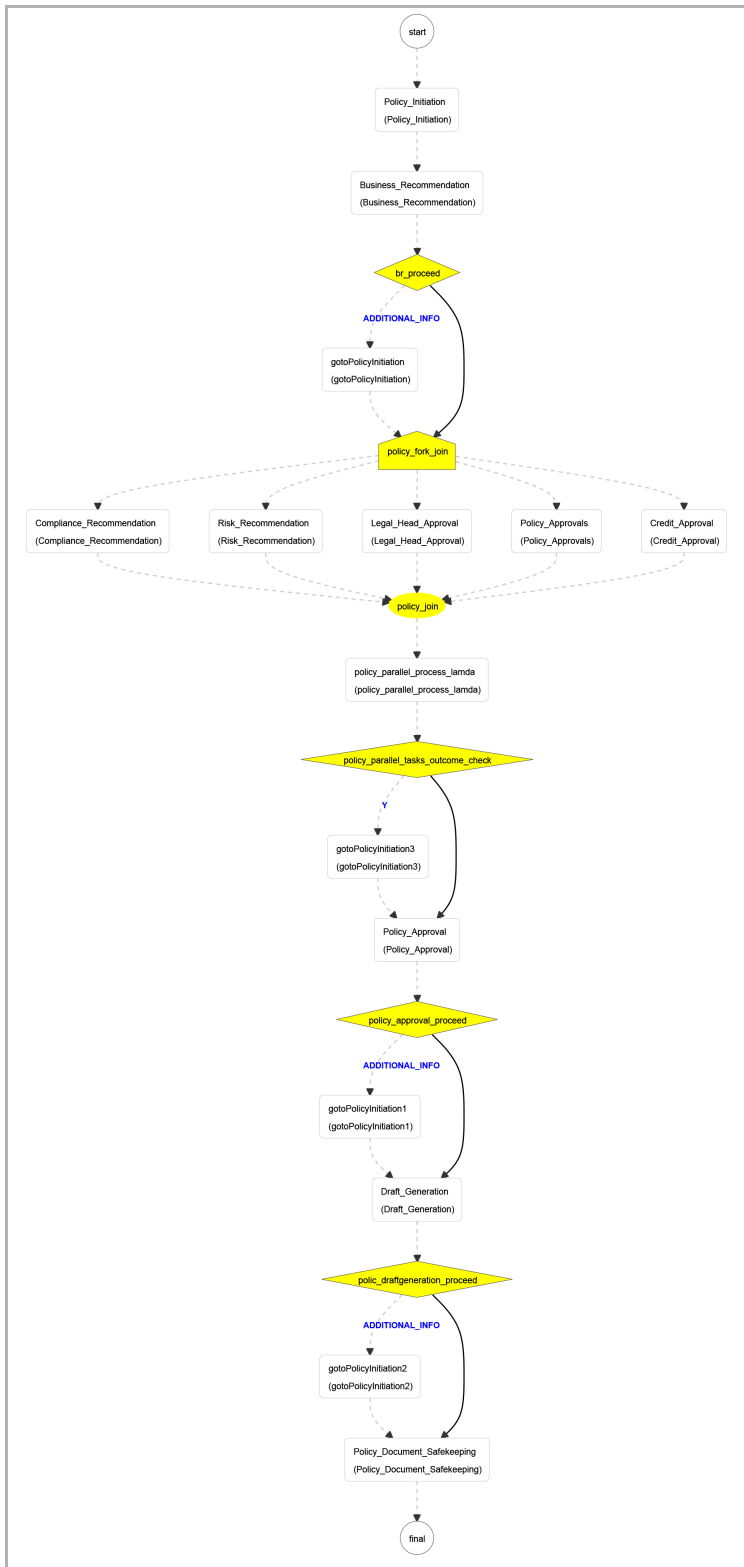 start
Policy_Initiation
(Policy_Initiation)
Business_Recommendation
(Business_Recommendation)
br_proceed
ADDITIONAL_INFO
gotoPolicyInitiation
(gotoPolicyInitiation)
policy_fork_join
Compliance_Recommendation
(Compliance_Recommendation)
Risk_Recommendation
(Risk_Recommendation)
Legal_Head_Approval
(Legal_Head_Approval)
Policy_Approvals
(Policy_Approvals)
Credit_Approval
(Credit_Approval)
policy_join
policy_parallel_process_lamda
(policy_parallel_process_lamda)
policy_parallel_tasks_outcome_check
Y
gotoPolicyInitiation3
(gotoPolicyInitiation3)
Policy_Approval
(Policy_Approval)
policy_approval_proceed
ADDITIONAL_INFO
gotoPolicyInitiation1
(gotoPolicyInitiation1)
Draft_Generation
(Draft_Generation)
polic_draftgeneration_proceed
ADDITIONAL_INFO
gotoPolicyInitiation2
(gotoPolicyInitiation2)
Policy_Document_Safekeeping
(Policy_Document_Safekeeping)
final